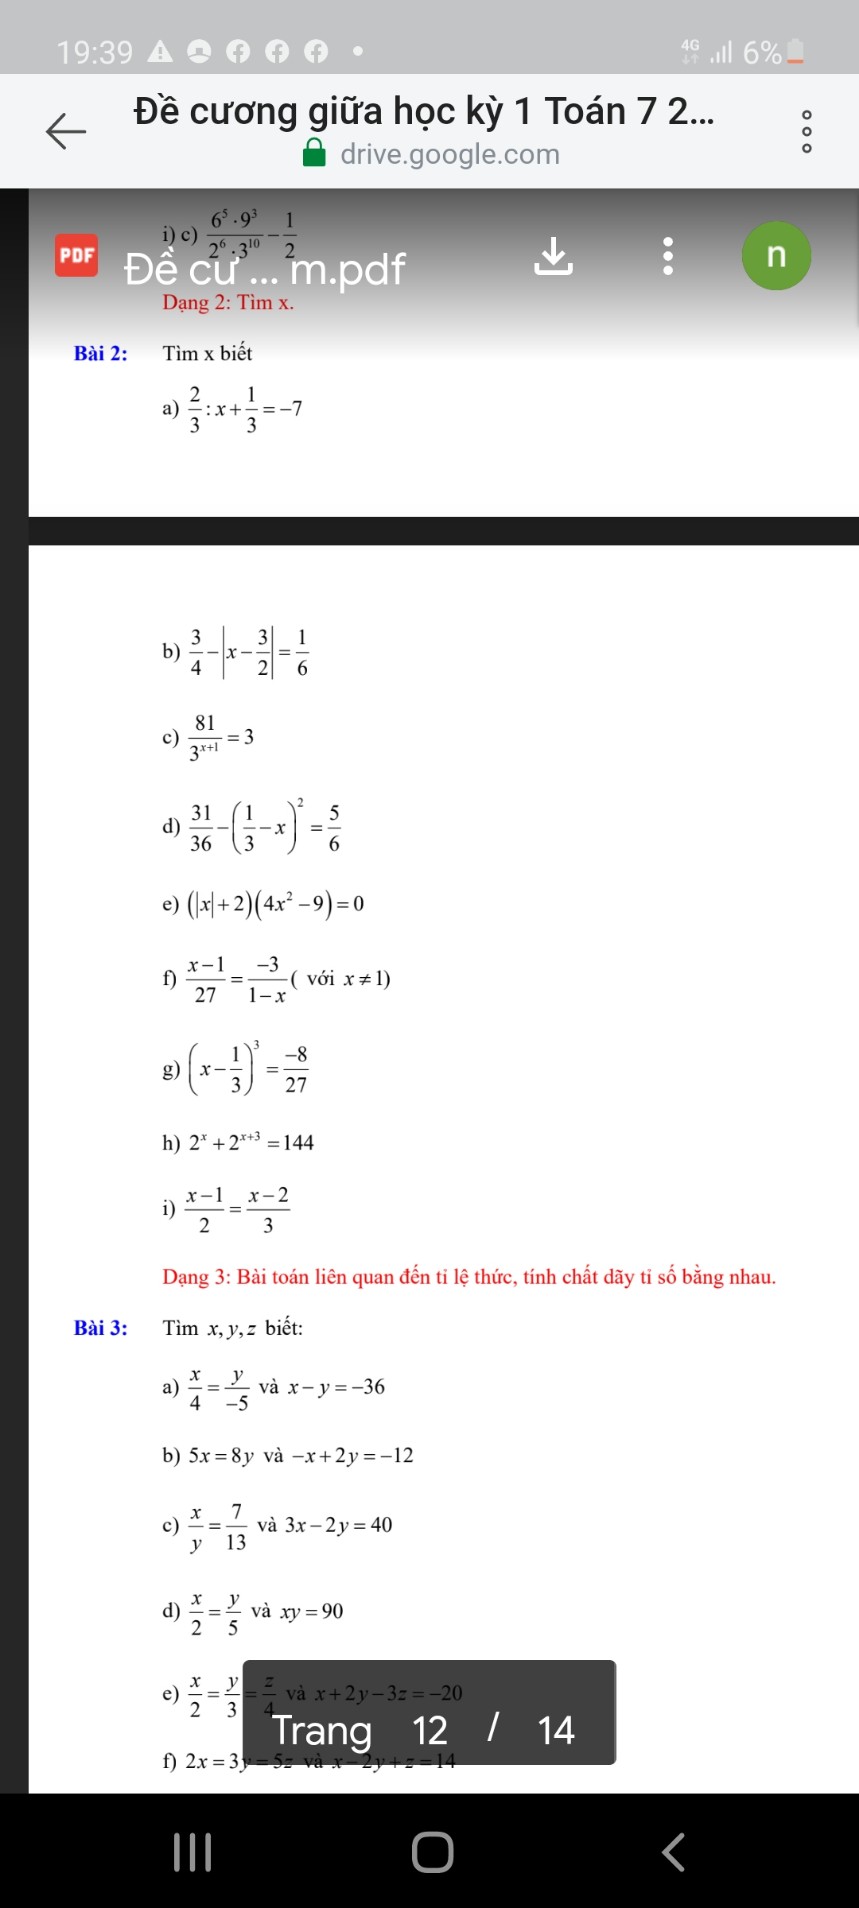 19:39
4G 6%
Đề cương giữa học kỳ 1 Toán 7 2...
drive.google.com
i) c) \frac{6^5 \cdot 9^3}{2^6 \cdot 3^{10}} - \frac{1}{2}
PDF Đề cư ... m.pdf n
Dạng 2: Tìm x.
Bài 2: Tìm x biết
a) \frac{2}{3} : x + \frac{1}{3} = -7
b) \frac{3}{4} - \left| x - \frac{3}{2} \right| = \frac{1}{6}
c) \frac{81}{3^{x+1}} = 3
d) \frac{31}{36} - \left( \frac{1}{3} - x \right)^2 = \frac{5}{6}
e) (|x| + 2)(4x^2 - 9) = 0
f) \frac{x-1}{27} = \frac{-3}{1-x} ( với x ≠ 1)
g) \left( x - \frac{1}{3} \right)^3 = \frac{-8}{27}
h) 2^x + 2^{x+3} = 144
i) \frac{x-1}{2} = \frac{x-2}{3}
Dạng 3: Bài toán liên quan đến tỉ lệ thức, tính chất dãy tỉ số bằng nhau.
Bài 3: Tìm x, y, z biết:
a) \frac{x}{4} = \frac{y}{-5} và x - y = -36
b) 5x = 8y và -x + 2y = -12
c) \frac{x}{y} = \frac{7}{13} và 3x - 2y = 40
d) \frac{x}{2} = \frac{y}{5} và xy = 90
e) \frac{x}{2} = \frac{y}{3} = \frac{z}{4} và x + 2y - 3z = -20
Trang 12 / 14
f) 2x = 3y = 5z và x - 2y + z = 14